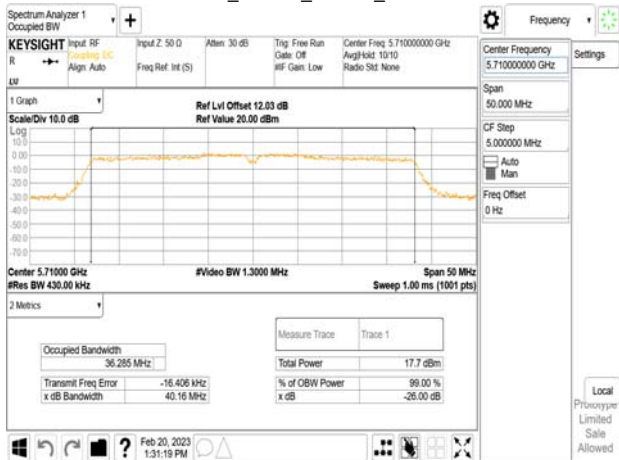 Spectrum Analyzer 1
Occupied BW
+
Frequency
KEYSIGHT
Input: RF
Coupling: DC
Align: Auto
Input Z: 50 Ω
Freq Ref: Int (S)
Atten: 30 dB
Trig: Free Run
Gate: Off
#IF Gain: Low
Center Freq: 5.710000000 GHz
Avg|Hold: 10/10
Radio Std: None
R
LVI
Center Frequency
5.710000000 GHz
Settings
Span
50.000 MHz
CF Step
5.000000 MHz
Auto
Man
Freq Offset
0 Hz
1 Graph
Scale/Div 10.0 dB
Ref Lvl Offset 12.03 dB
Ref Value 20.00 dBm
Log
10.0
0.00
-10.0
-20.0
-30.0
-40.0
-50.0
-60.0
-70.0
Center 5.71000 GHz
#Res BW 430.00 kHz
#Video BW 1.3000 MHz
Span 50 MHz
Sweep 1.00 ms (1001 pts)
2 Metrics
Measure Trace Trace 1
Occupied Bandwidth
36.285 MHz
Total Power 17.7 dBm
Transmit Freq Error -16.406 kHz
% of OBW Power 99.00 %
x dB Bandwidth 40.16 MHz
x dB -26.00 dB
Local
Prototype
Limited
Sale
Allowed
?
Feb 20, 2023
1:31:19 PM